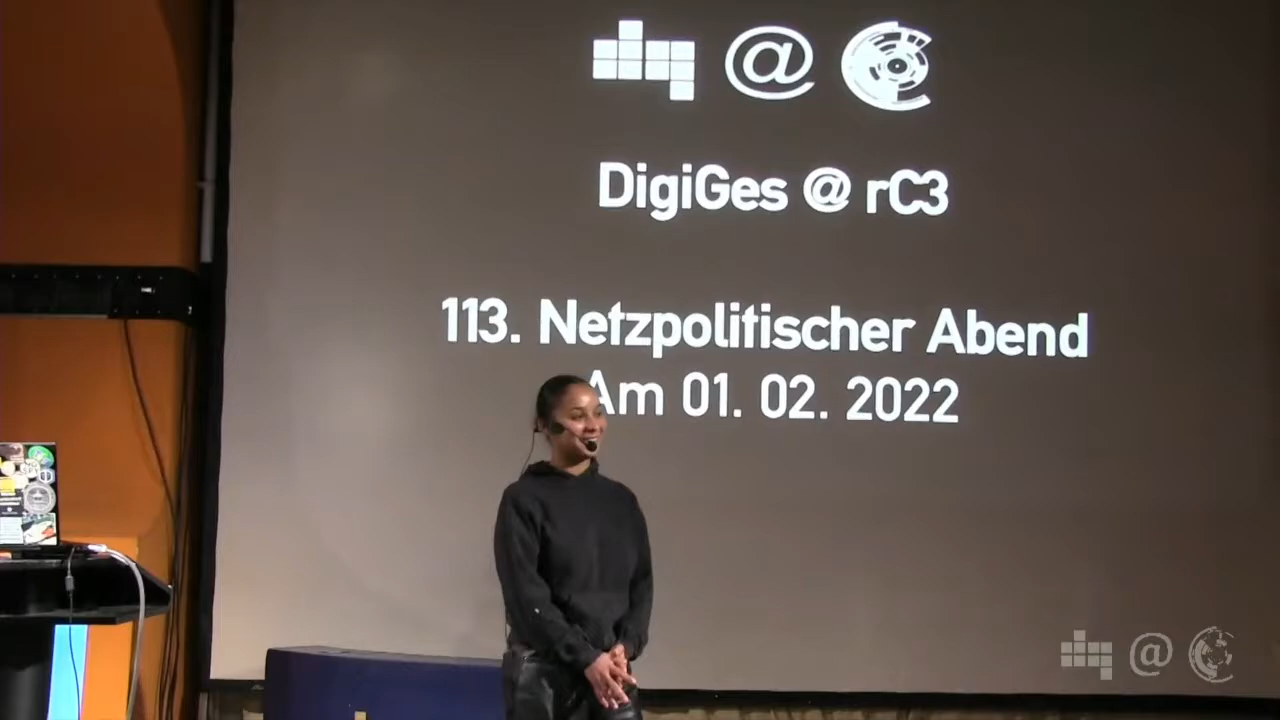 @
DigiGes @ rC3
113. Netzpolitischer Abend
Am 01. 02. 2022
@